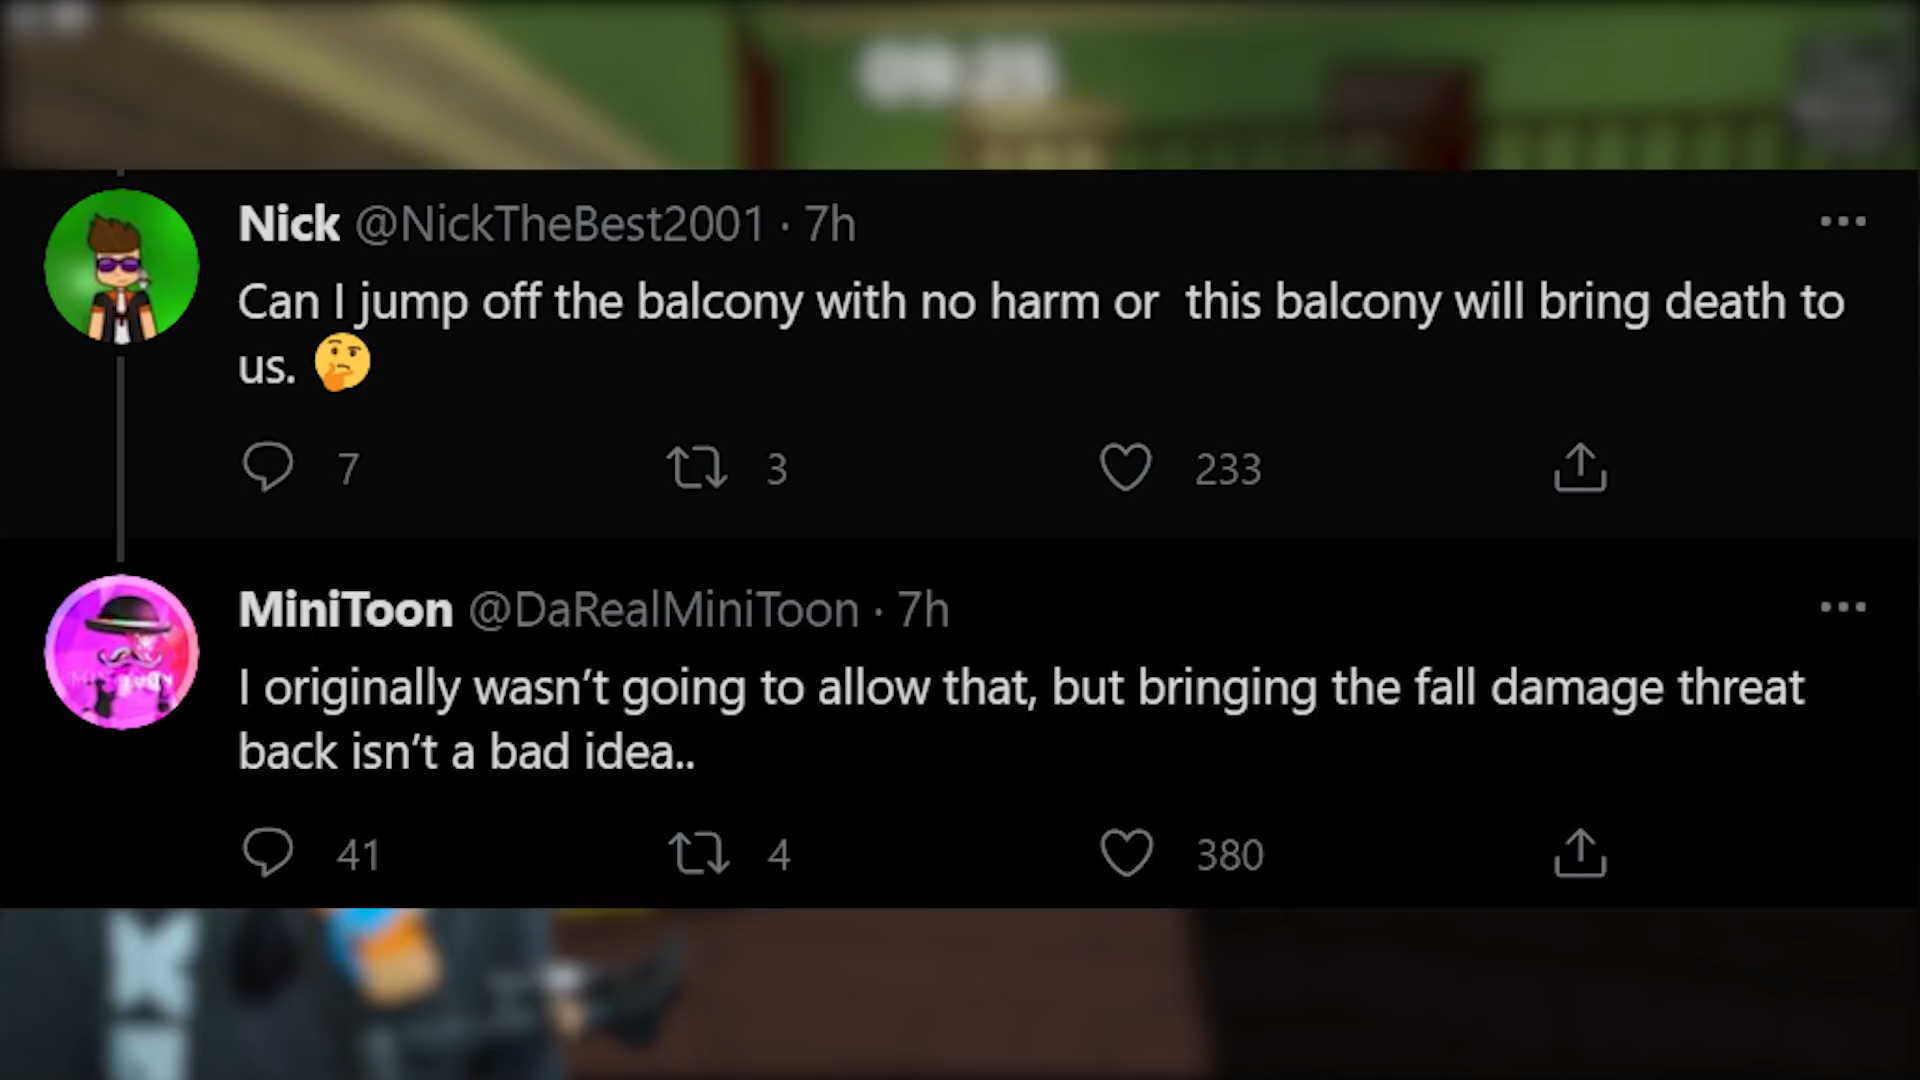 Nick @NickTheBest2001 · 7h
Can I jump off the balcony with no harm or  this balcony will bring death to
us. 🤔
7 3 233
MiniToon @DaRealMiniToon · 7h
I originally wasn’t going to allow that, but bringing the fall damage threat
back isn’t a bad idea..
41 4 380